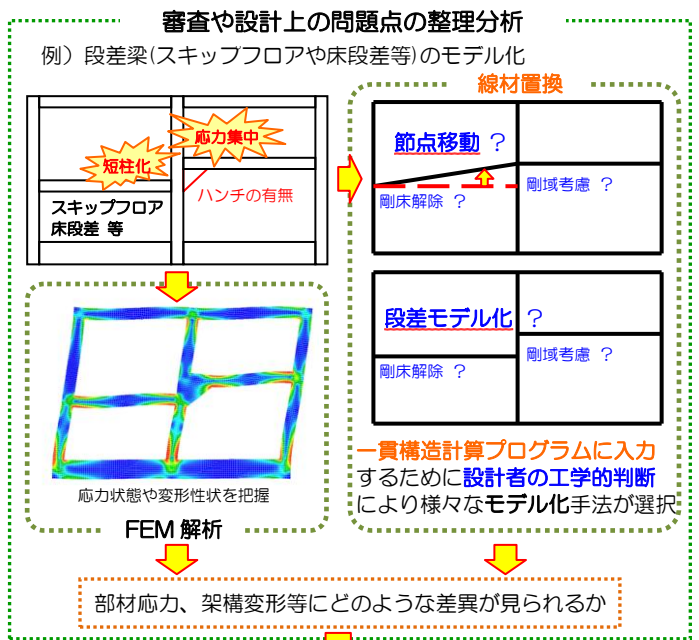 審査や設計上の問題点の整理分析
例）段差梁(スキップフロアや床段差等)のモデル化
線材置換
応力集中
短柱化
ハンチの有無
スキップフロア
床段差 等
節点移動 ？
剛床解除 ？
剛域考慮 ？
段差モデル化 ？
剛床解除 ？
剛域考慮 ？
応力状態や変形性状を把握
FEM 解析
一貫構造計算プログラムに入力
するために設計者の工学的判断
により様々なモデル化手法が選択
部材応力、架構変形等にどのような差異が見られるか